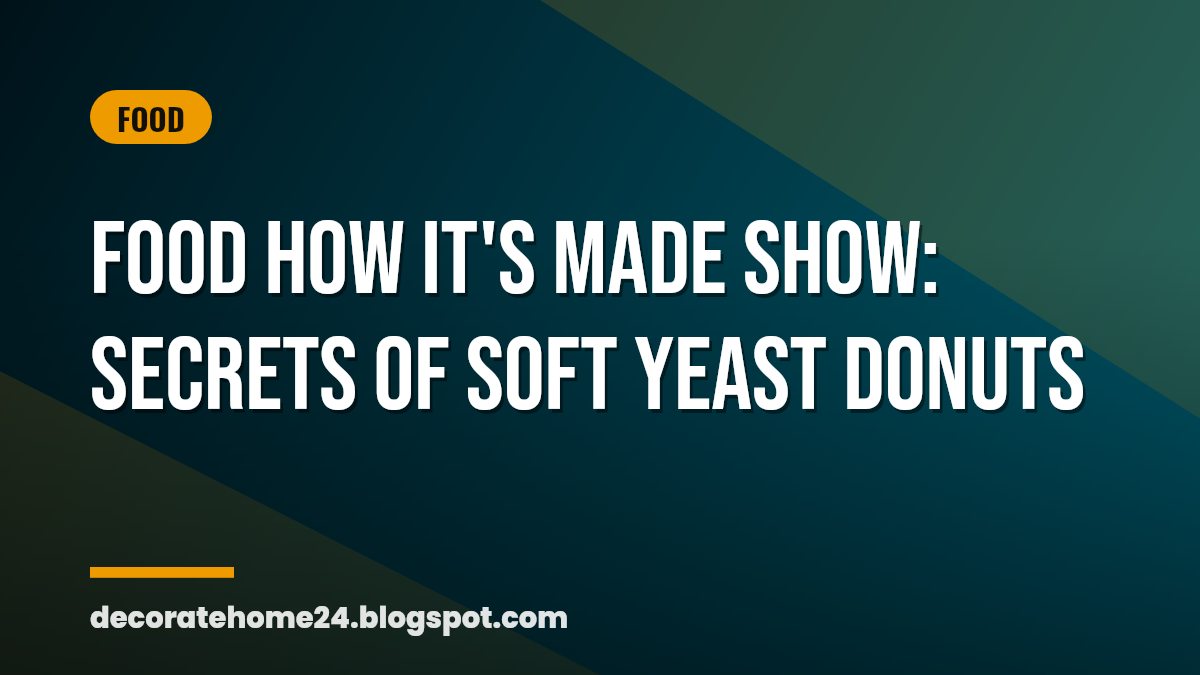 FOOD
FOOD HOW IT'S MADE SHOW:
SECRETS OF SOFT YEAST DONUTS
decoratehome24.blogspot.com